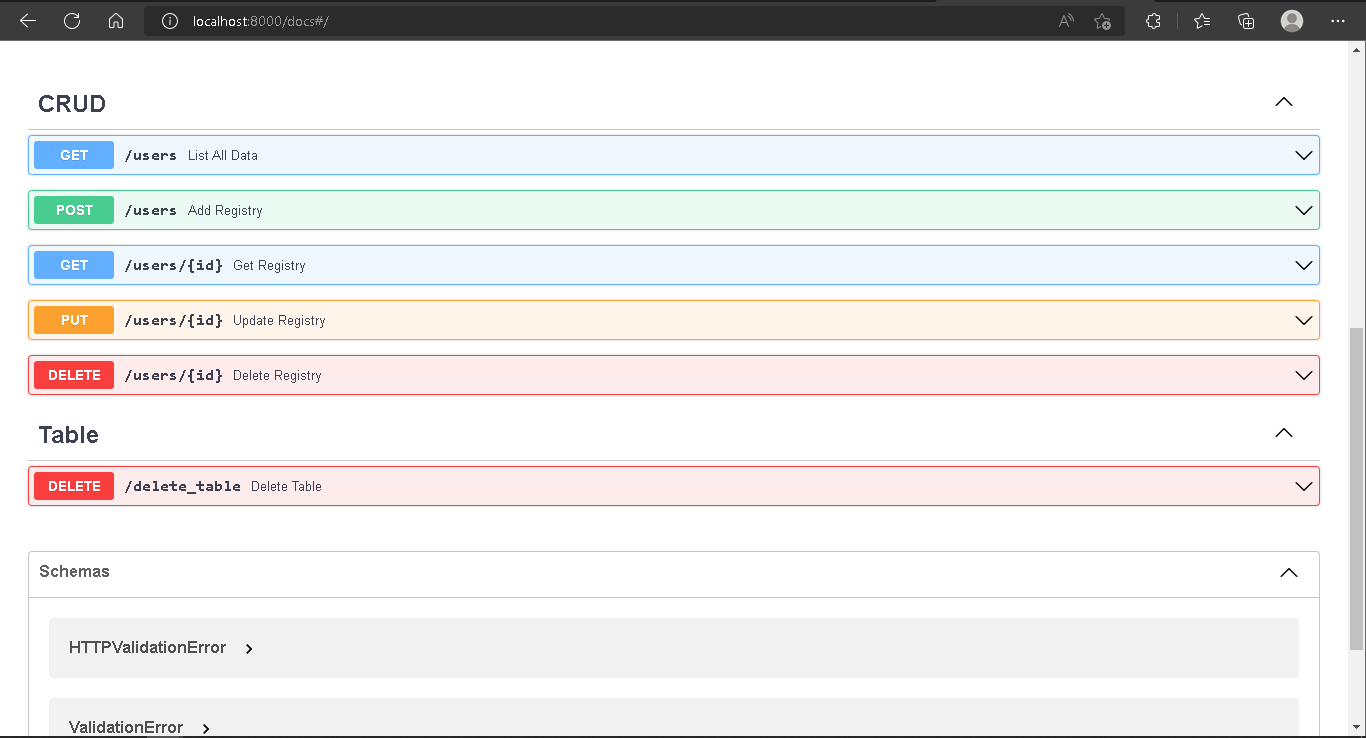 localhost:8000/docs#/
CRUD
GET /users List All Data
POST /users Add Registry
GET /users/{id} Get Registry
PUT /users/{id} Update Registry
DELETE /users/{id} Delete Registry
Table
DELETE /delete_table Delete Table
Schemas
HTTPValidationError
ValidationError